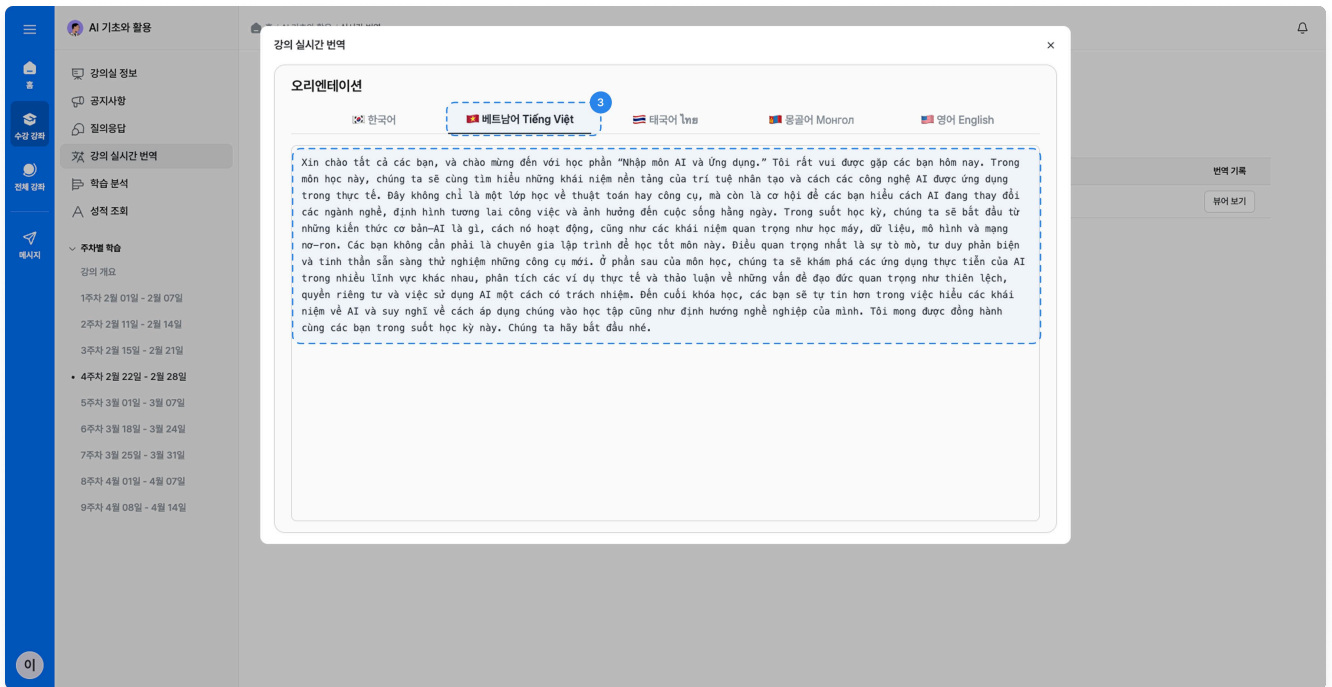 AI 기초와 활용
홈
수강 강좌
전체 강좌
메시지
이
강의실 정보
공지사항
질의응답
강의 실시간 번역
학습 분석
성적 조회
주차별 학습
강의 개요
1주차 2월 01일 - 2월 07일
2주차 2월 11일 - 2월 14일
3주차 2월 15일 - 2월 21일
4주차 2월 22일 - 2월 28일
5주차 3월 01일 - 3월 07일
6주차 3월 18일 - 3월 24일
7주차 3월 25일 - 3월 31일
8주차 4월 01일 - 4월 07일
9주차 4월 08일 - 4월 14일
강의 실시간 번역
오리엔테이션
3
한국어
베트남어 Tiếng Việt
태국어 ไทย
몽골어 Монгол
영어 English
Xin chào tất cả các bạn, và chào mừng đến với học phần “Nhập môn AI và Ứng dụng.” Tôi rất vui được gặp các bạn hôm nay. Trong
môn học này, chúng ta sẽ cùng tìm hiểu những khái niệm nền tảng của trí tuệ nhân tạo và cách các công nghệ AI được ứng dụng
trong thực tế. Đây không chỉ là một lớp học về thuật toán hay công cụ, mà còn là cơ hội để các bạn hiểu cách AI đang thay đổi
các ngành nghề, định hình tương lai công việc và ảnh hưởng đến cuộc sống hằng ngày. Trong suốt học kỳ, chúng ta sẽ bắt đầu từ
những kiến thức cơ bản—AI là gì, cách nó hoạt động, cũng như các khái niệm quan trọng như học máy, dữ liệu, mô hình và mạng
nơ-ron. Các bạn không cần phải là chuyên gia lập trình để học tốt môn này. Điều quan trọng nhất là sự tò mò, tư duy phản biện
và tinh thần sẵn sàng thử nghiệm những công cụ mới. Ở phần sau của môn học, chúng ta sẽ khám phá các ứng dụng thực tiễn của AI
trong nhiều lĩnh vực khác nhau, phân tích các ví dụ thực tế và thảo luận về những vấn đề đạo đức quan trọng như thiên lệch,
quyền riêng tư và việc sử dụng AI một cách có trách nhiệm. Đến cuối khóa học, các bạn sẽ tự tin hơn trong việc hiểu các khái
niệm về AI và suy nghĩ về cách áp dụng chúng vào học tập cũng như định hướng nghề nghiệp của mình. Tôi mong được đồng hành
cùng các bạn trong suốt học kỳ này. Chúng ta hãy bắt đầu nhé.
번역 기록
뷰어 보기